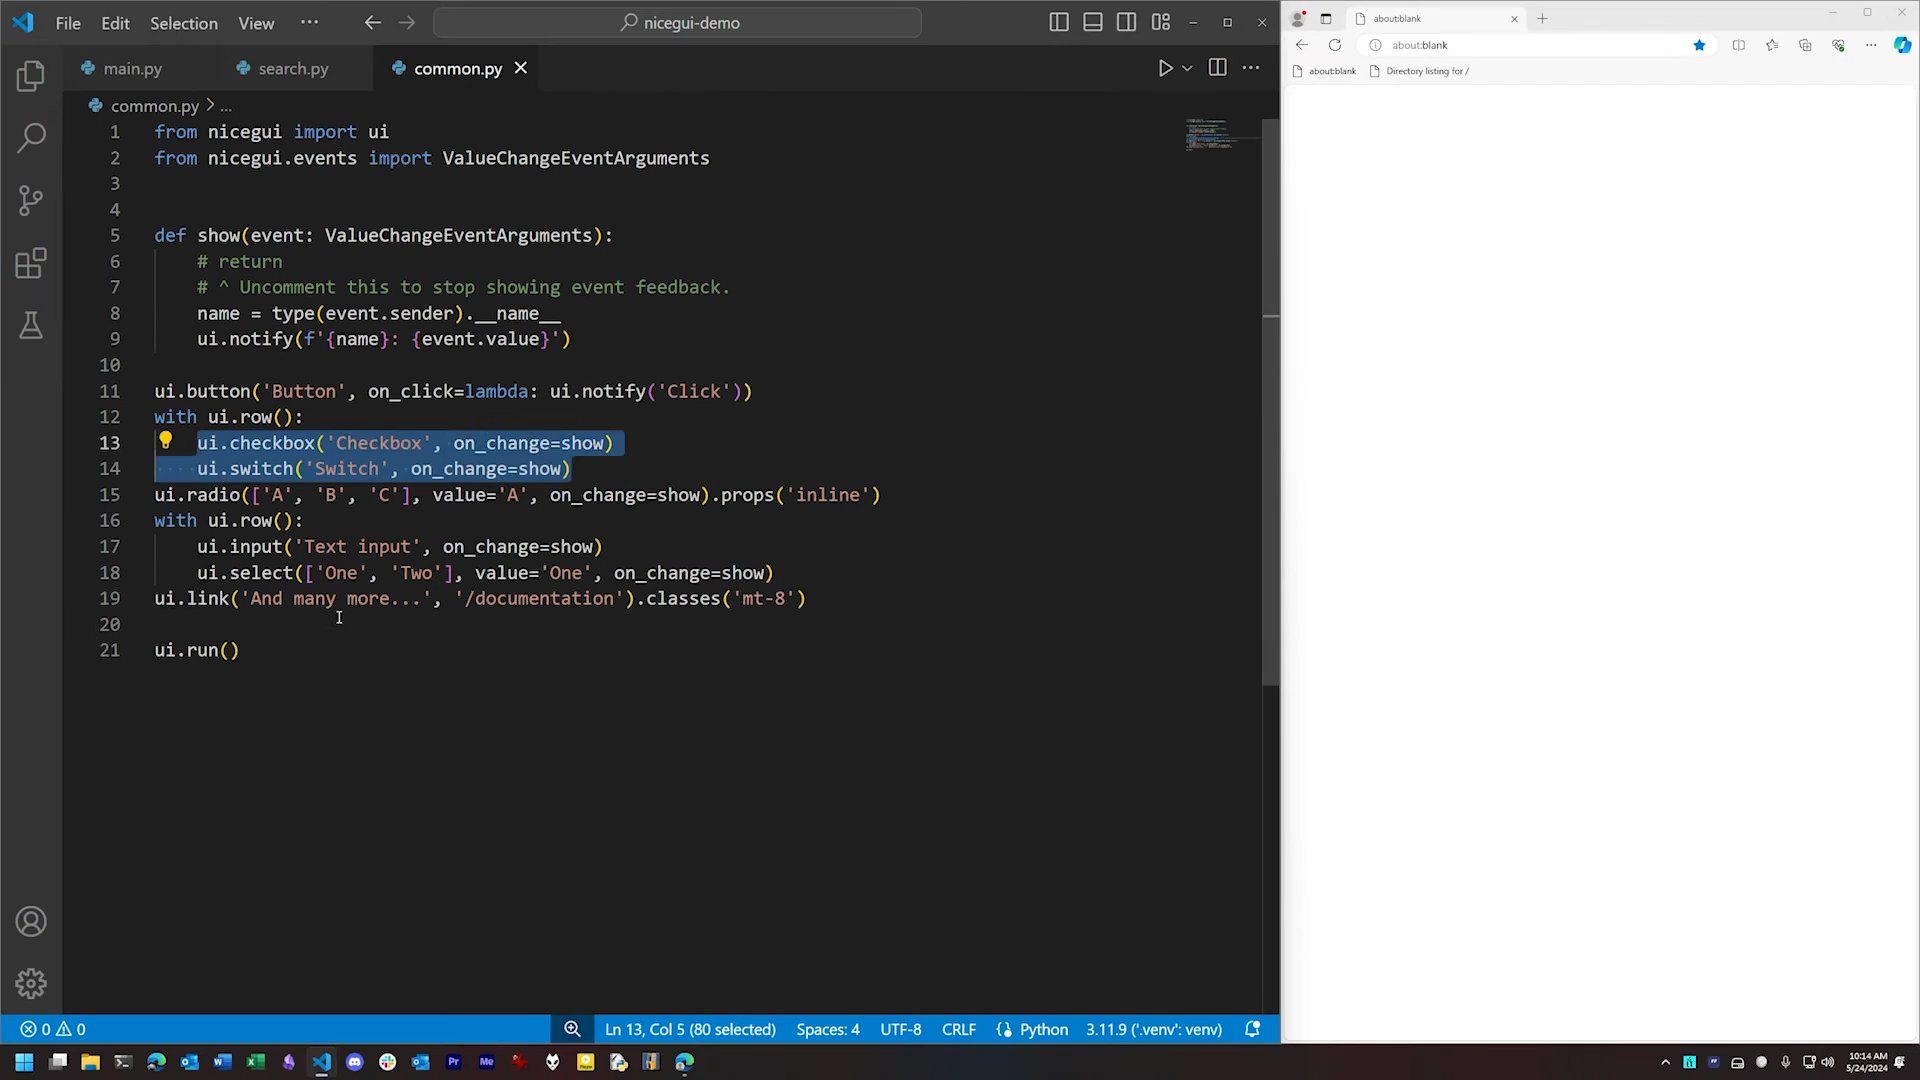 File Edit Selection View ··· nicegui-demo
main.py search.py common.py
common.py > ...
1 from nicegui import ui
2 from nicegui.events import ValueChangeEventArguments
3
4
5 def show(event: ValueChangeEventArguments):
6 # return
7 # ^ Uncomment this to stop showing event feedback.
8 name = type(event.sender).__name__
9 ui.notify(f'{name}: {event.value}')
10
11 ui.button('Button', on_click=lambda: ui.notify('Click'))
12 with ui.row():
13 ui.checkbox('Checkbox', on_change=show)
14 ui.switch('Switch', on_change=show)
15 ui.radio(['A', 'B', 'C'], value='A', on_change=show).props('inline')
16 with ui.row():
17 ui.input('Text input', on_change=show)
18 ui.select(['One', 'Two'], value='One', on_change=show)
19 ui.link('And many more...', '/documentation').classes('mt-8')
20
21 ui.run()
0 0 Ln 13, Col 5 (80 selected) Spaces: 4 UTF-8 CRLF Python 3.11.9 ('.venv': venv)
about:blank
about:blank
about:blank Directory listing for /
Pr Me
10:14 AM
5/24/2024